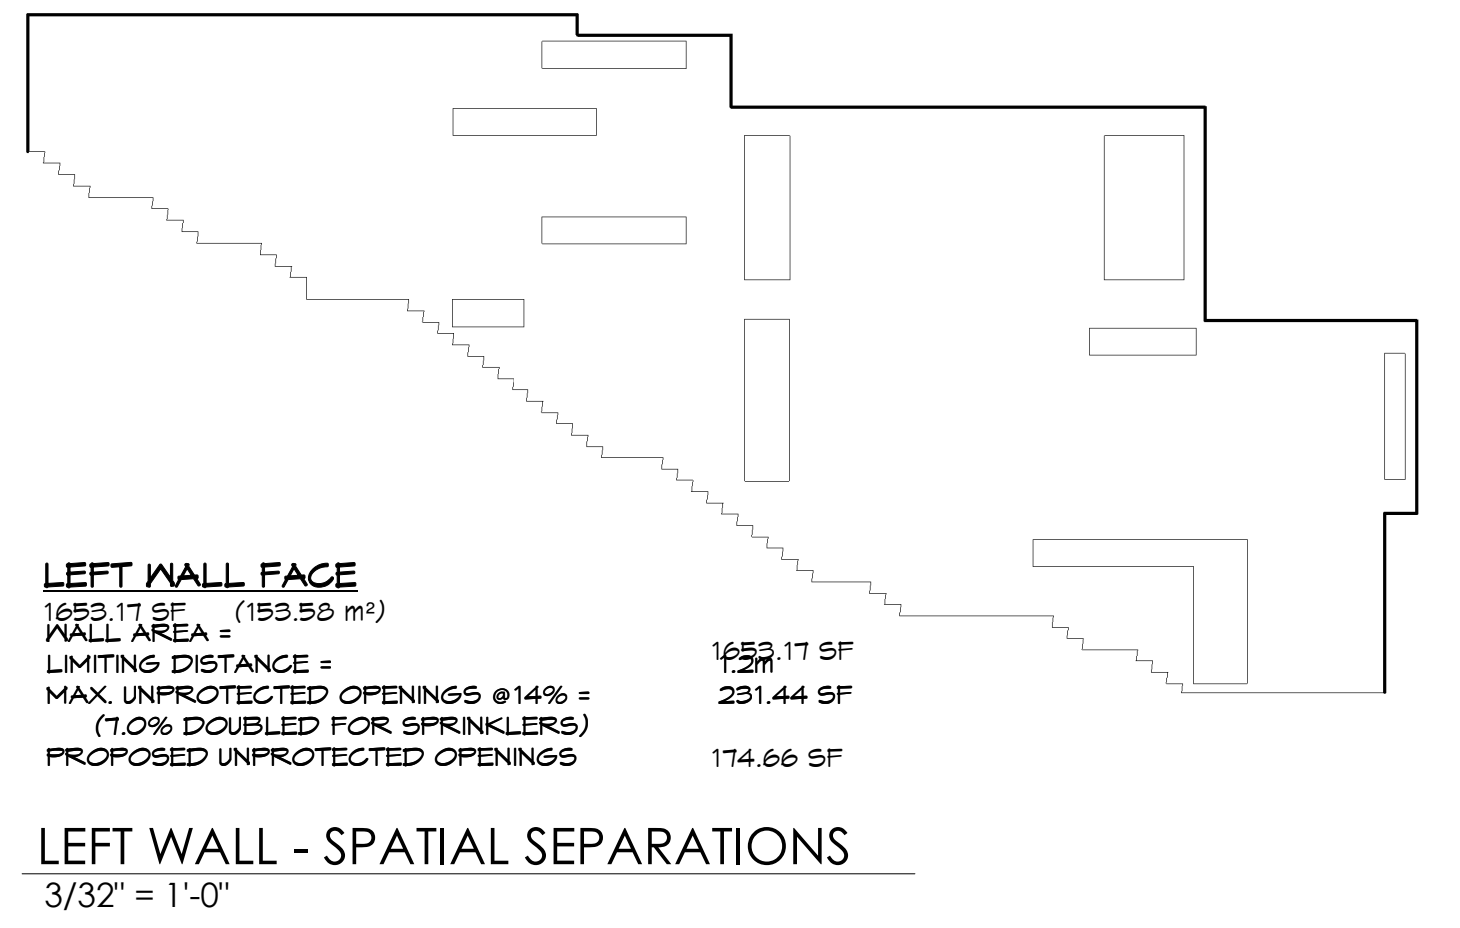 LEFT WALL FACE
1653.17 SF (153.58 m²)
WALL AREA =
1653.17 SF
LIMITING DISTANCE = 1.2m
MAX. UNPROTECTED OPENINGS @14% = 231.44 SF
(7.0% DOUBLED FOR SPRINKLERS)
PROPOSED UNPROTECTED OPENINGS 174.66 SF
LEFT WALL - SPATIAL SEPARATIONS
3/32" = 1'-0"